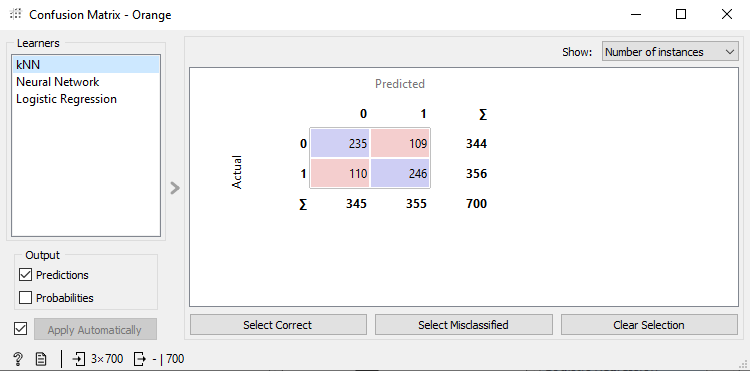 Confusion Matrix - Orange
Learners
kNN
Neural Network
Logistic Regression
Output
Predictions
Probabilities
Apply Automatically
Show: Number of instances
Predicted
0 1 Σ
Actual
0 235 109 344
1 110 246 356
Σ 345 355 700
Select Correct Select Misclassified Clear Selection
? 3×700 - | 700